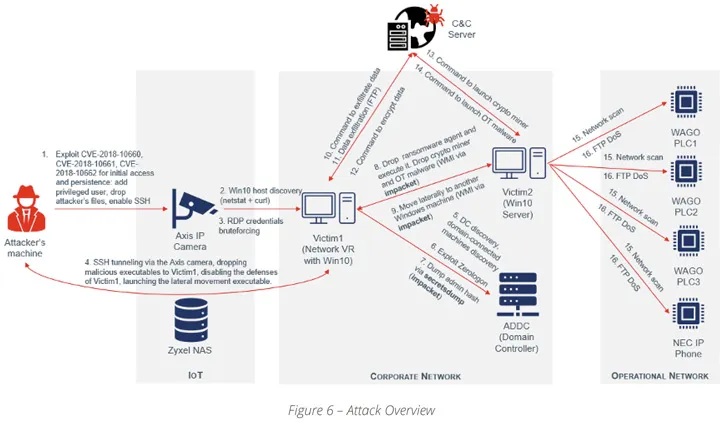 C&C
Server
1. Exploit CVE-2018-10660,
CVE-2018-10661, CVE-
2018-10662 for initial access
and persistence: add
privileged user, drop
attacker's files, enable SSH
Attacker's
machine
Axis IP
Camera
2. Win10 host discovery
(netstat + curl)
3. RDP credentials
bruteforcing
4. SSH tunneling via the Axis camera, dropping
malicious executables to Victim1, disabling the defenses
of Victim1, launching the lateral movement executable.
Zyxel NAS
IOT
10. Command to exfiltrate data
11. Data exfiltration (FTP)
12. Command to encrypt data
13. Command to launch crypto miner
14. Command to launch OT malware
Victim1
(Network VR
with Win10)
8. Drop ransomware agent and
execute it. Drop crypto miner
and OT malware (WMI via
impacket)
9. Move laterally to another
Windows machine (WMI via
impacket)
5. DC discovery,
domain-connected
machines discovery
6. Exploit Zerologon
7. Dump admin hash
via secretsdump
(impacket)
Victim2
(Win10
Server)
ADDC
(Domain
Controller)
CORPORATE NETWORK
15. Network scan
16. FTP DoS
WAGO
PLC1
15. Network scan
16. FTP DoS
WAGO
PLC2
15. Network scan
16. FTP DoS
WAGO
PLC3
15. Network scan
16. FTP DoS
NEC IP
Phone
OPERATIONAL NETWORK
Figure 6 – Attack Overview